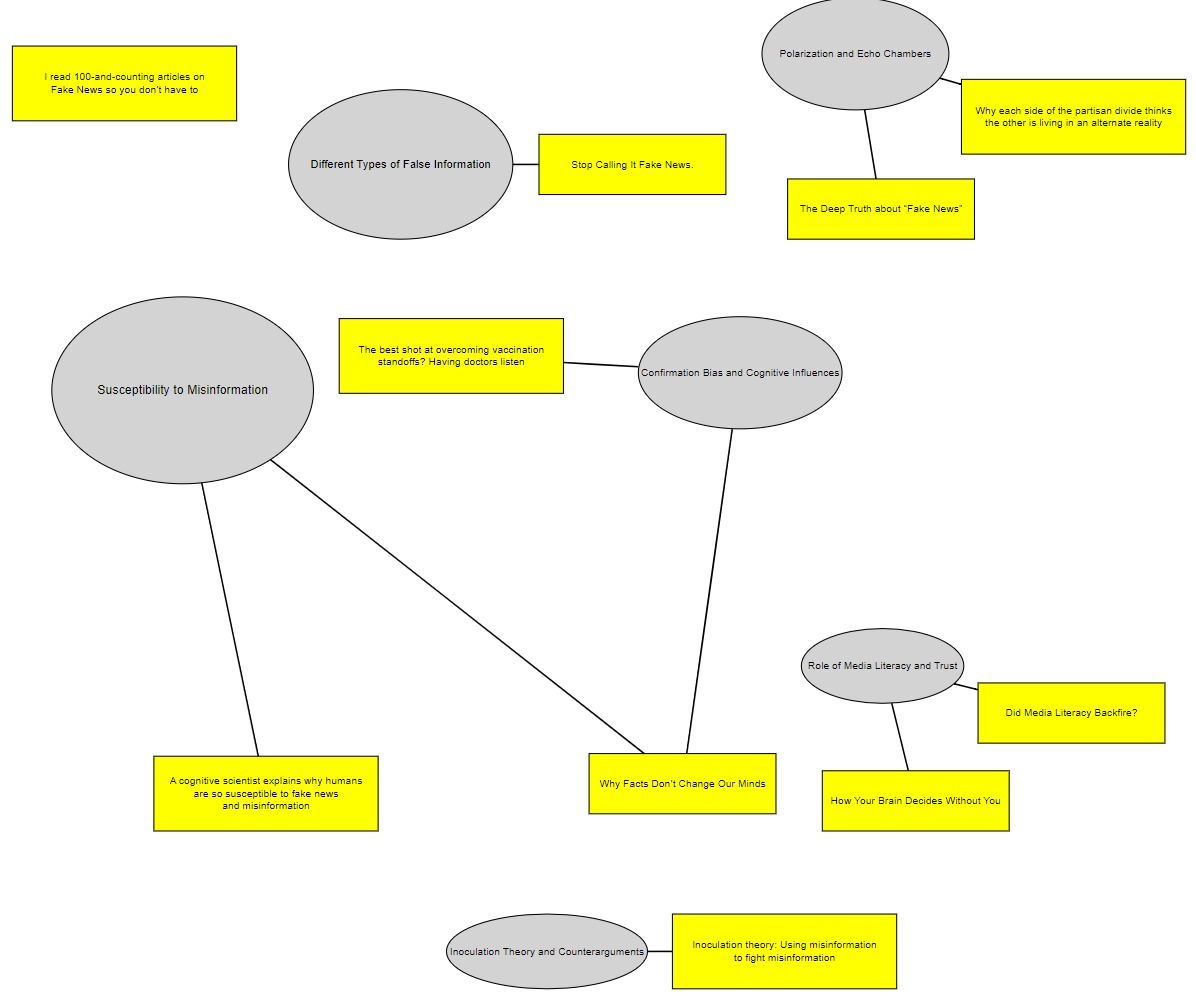 Polarization and Echo Chambers
I read 100-and-counting articles on
Fake News so you don't have to
Why each side of the partisan divide thinks
the other is living in an alternate reality
Different Types of False Information
Stop Calling It Fake News.
The Deep Truth about “Fake News”
The best shot at overcoming vaccination
standoffs? Having doctors listen
Confirmation Bias and Cognitive Influences
Susceptibility to Misinformation
Role of Media Literacy and Trust
Did Media Literacy Backfire?
A cognitive scientist explains why humans
are so susceptible to fake news
and misinformation
Why Facts Don't Change Our Minds
How Your Brain Decides Without You
Inoculation Theory and Counterarguments
Inoculation theory: Using misinformation
to fight misinformation